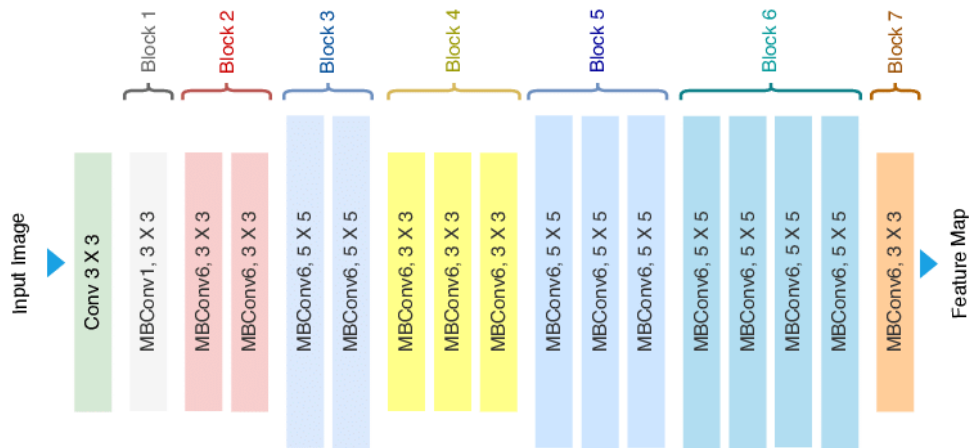 Block 1
Block 2
Block 3
Block 4
Block 5
Block 6
Block 7
Input Image
Conv 3 X 3
MBConv1, 3 X 3
MBConv6, 3 X 3
MBConv6, 3 X 3
MBConv6, 5 X 5
MBConv6, 5 X 5
MBConv6, 3 X 3
MBConv6, 3 X 3
MBConv6, 3 X 3
MBConv6, 5 X 5
MBConv6, 5 X 5
MBConv6, 5 X 5
MBConv6, 5 X 5
MBConv6, 5 X 5
MBConv6, 5 X 5
MBConv6, 5 X 5
MBConv6, 3 X 3
Feature Map